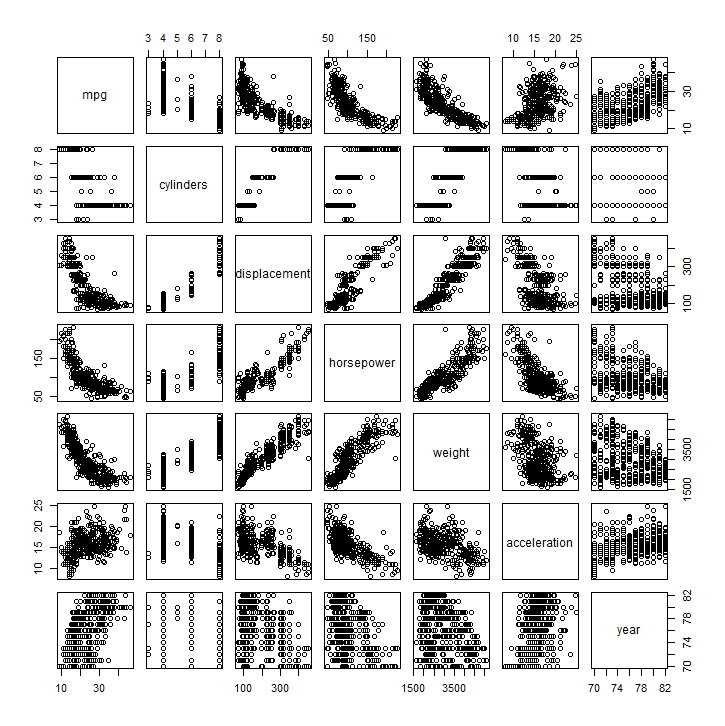 3 4 5 6 7 8 50 150 10 15 20 25
mpg
10 30
cylinders
3 4 5 6 7 8
displacement
100 300
horsepower
50 150
weight
1500 3500
acceleration
10 15 20 25
year
70 74 78 82
10 30 100 300 1500 3500 70 74 78 82